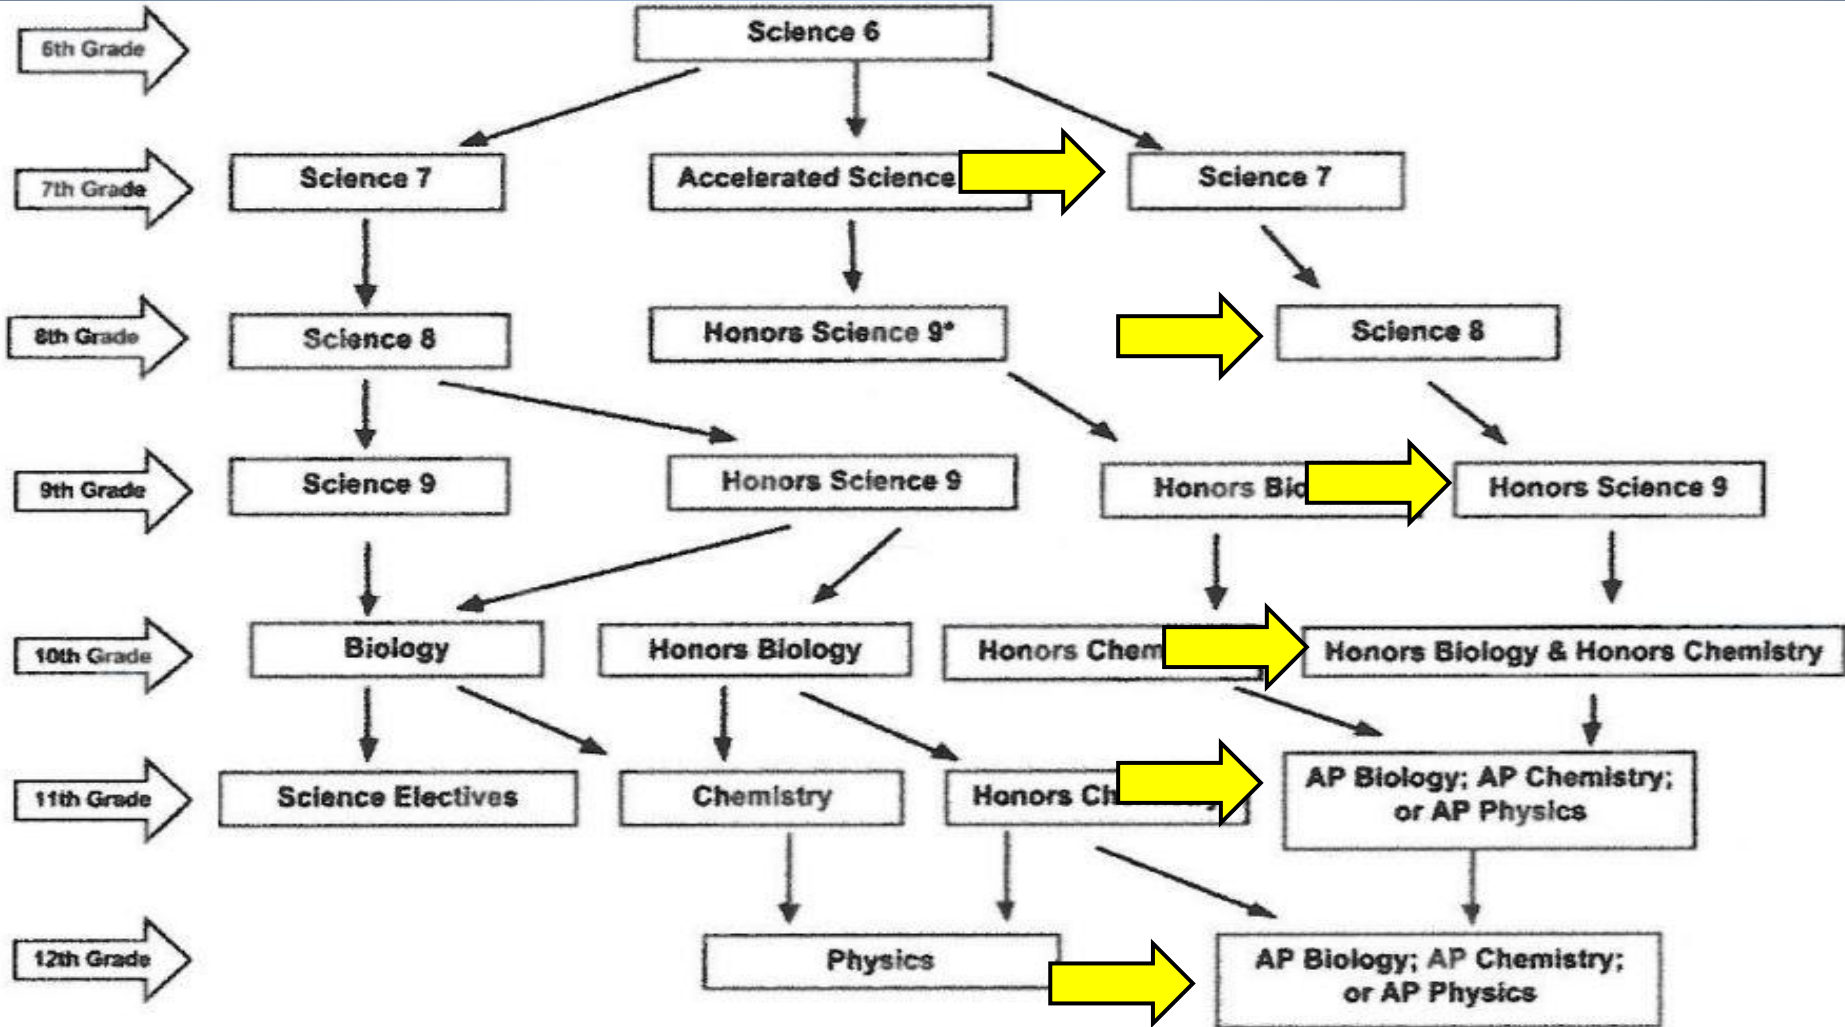 6th Grade
Science 6
7th Grade
Science 7
Accelerated Science
Science 7
8th Grade
Science 8
Honors Science 9*
Science 8
9th Grade
Science 9
Honors Science 9
Honors Bio
Honors Science 9
10th Grade
Biology
Honors Biology
Honors Chem
Honors Biology & Honors Chemistry
11th Grade
Science Electives
Chemistry
Honors Ch
AP Biology; AP Chemistry;
or AP Physics
12th Grade
Physics
AP Biology; AP Chemistry;
or AP Physics